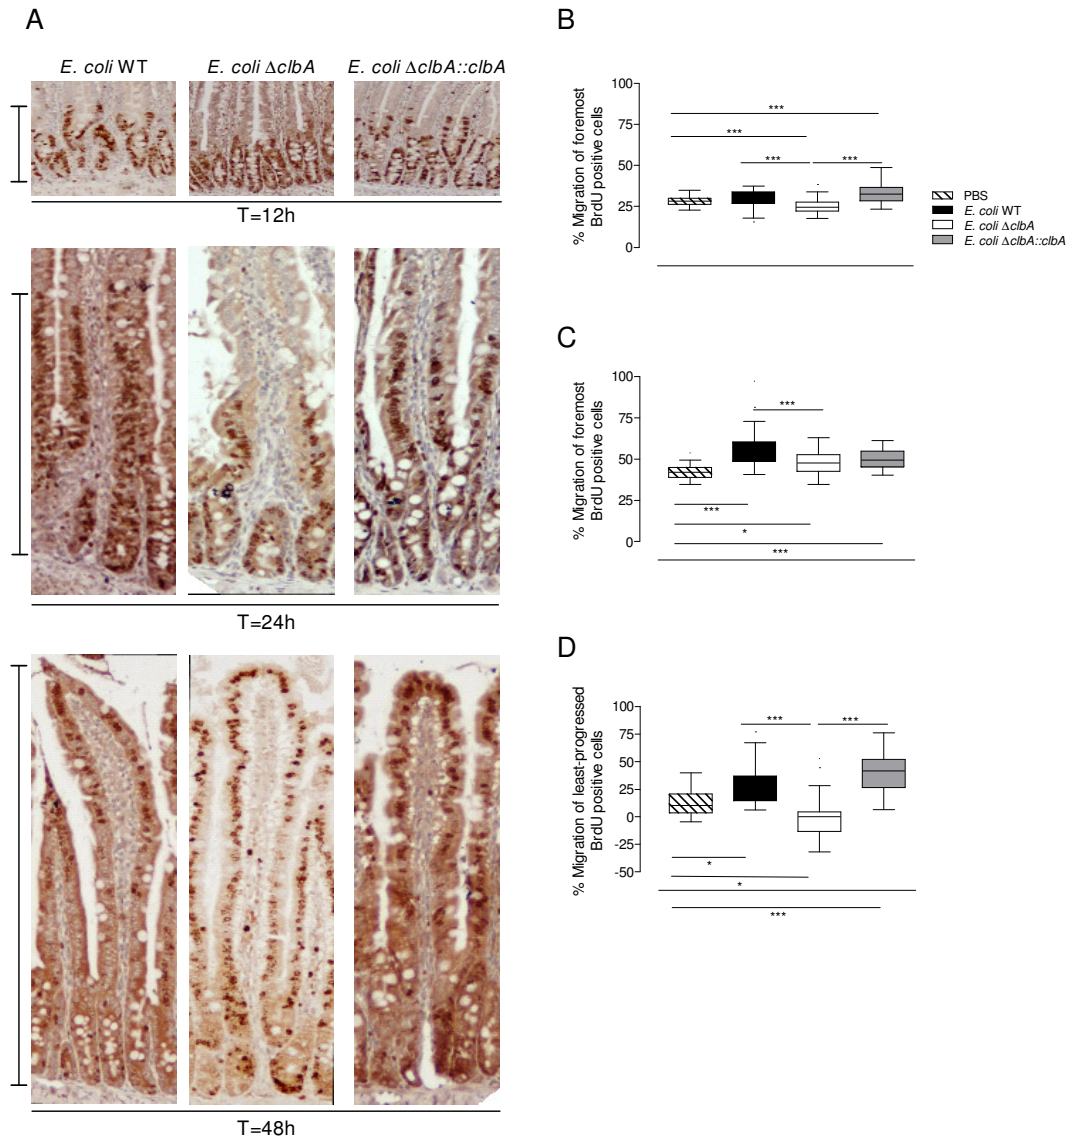 A
E. coli WT
E. coli ΔclbA
E. coli ΔclbA::clbA
T=12h
T=24h
T=48h
B
% Migration of foremost
BrdU positive cells
100
75
50
25
0
***
***
***
***
PBS
E. coli WT
E. coli ΔclbA
E. coli ΔclbA::clbA
C
% Migration of foremost
BrdU positive cells
100
75
50
25
0
***
***
*
***
D
% Migration of least-progressed
BrdU positive cells
100
75
50
25
0
-25
-50
***
***
*
*
***